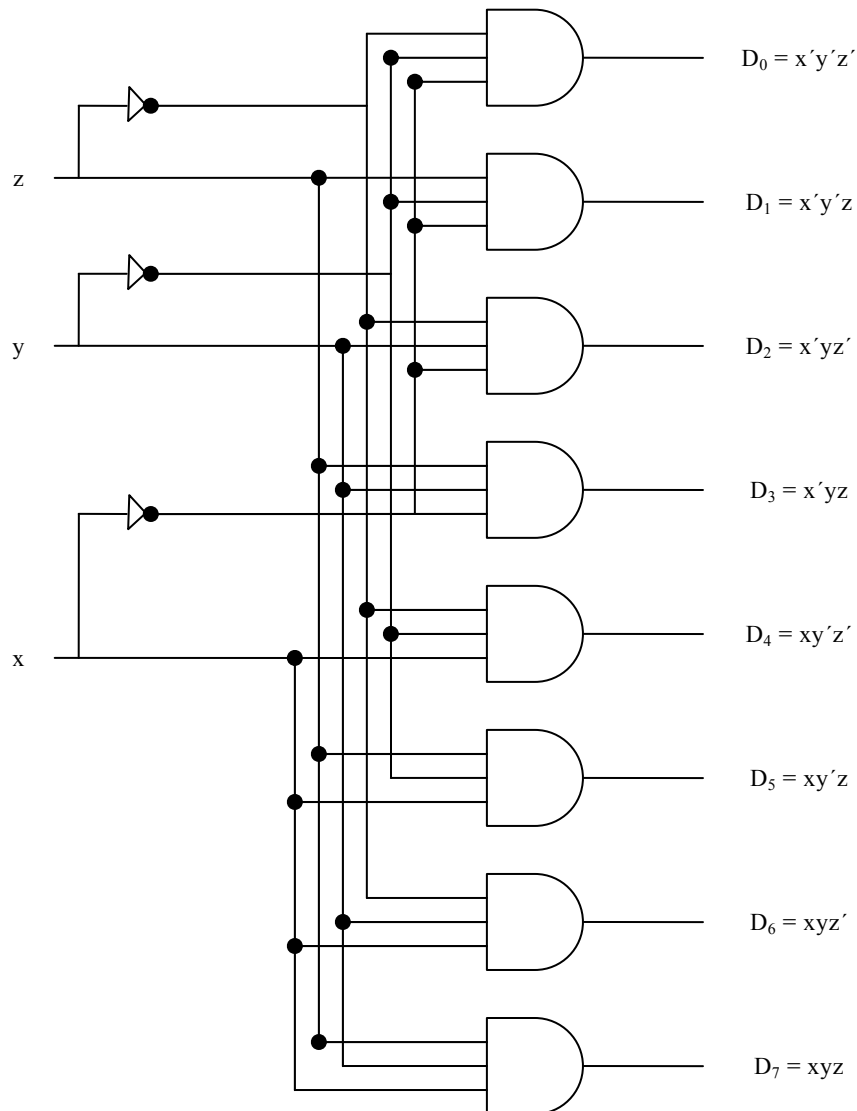 D₀ = x′y′z′
z
D₁ = x′y′z
y
D₂ = x′yz′
D₃ = x′yz
x
D₄ = xy′z′
D₅ = xy′z
D₆ = xyz′
D₇ = xyz